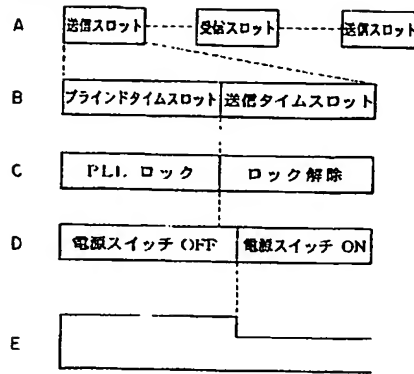 A 送信スロット 受信スロット 送信スロット
B ブラインドタイムスロット 送信タイムスロット
C PLL ロック ロック解除
D 電源スイッチ OFF 電源スイッチ ON
E